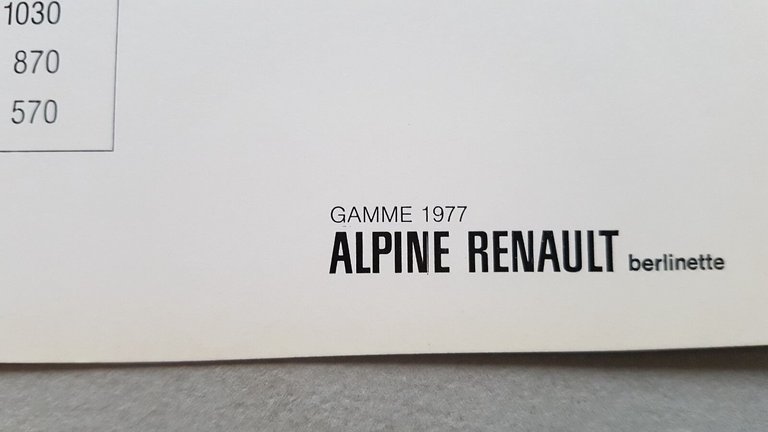 1030
870
570
GAMME 1977
ALPINE RENAULT berlinette